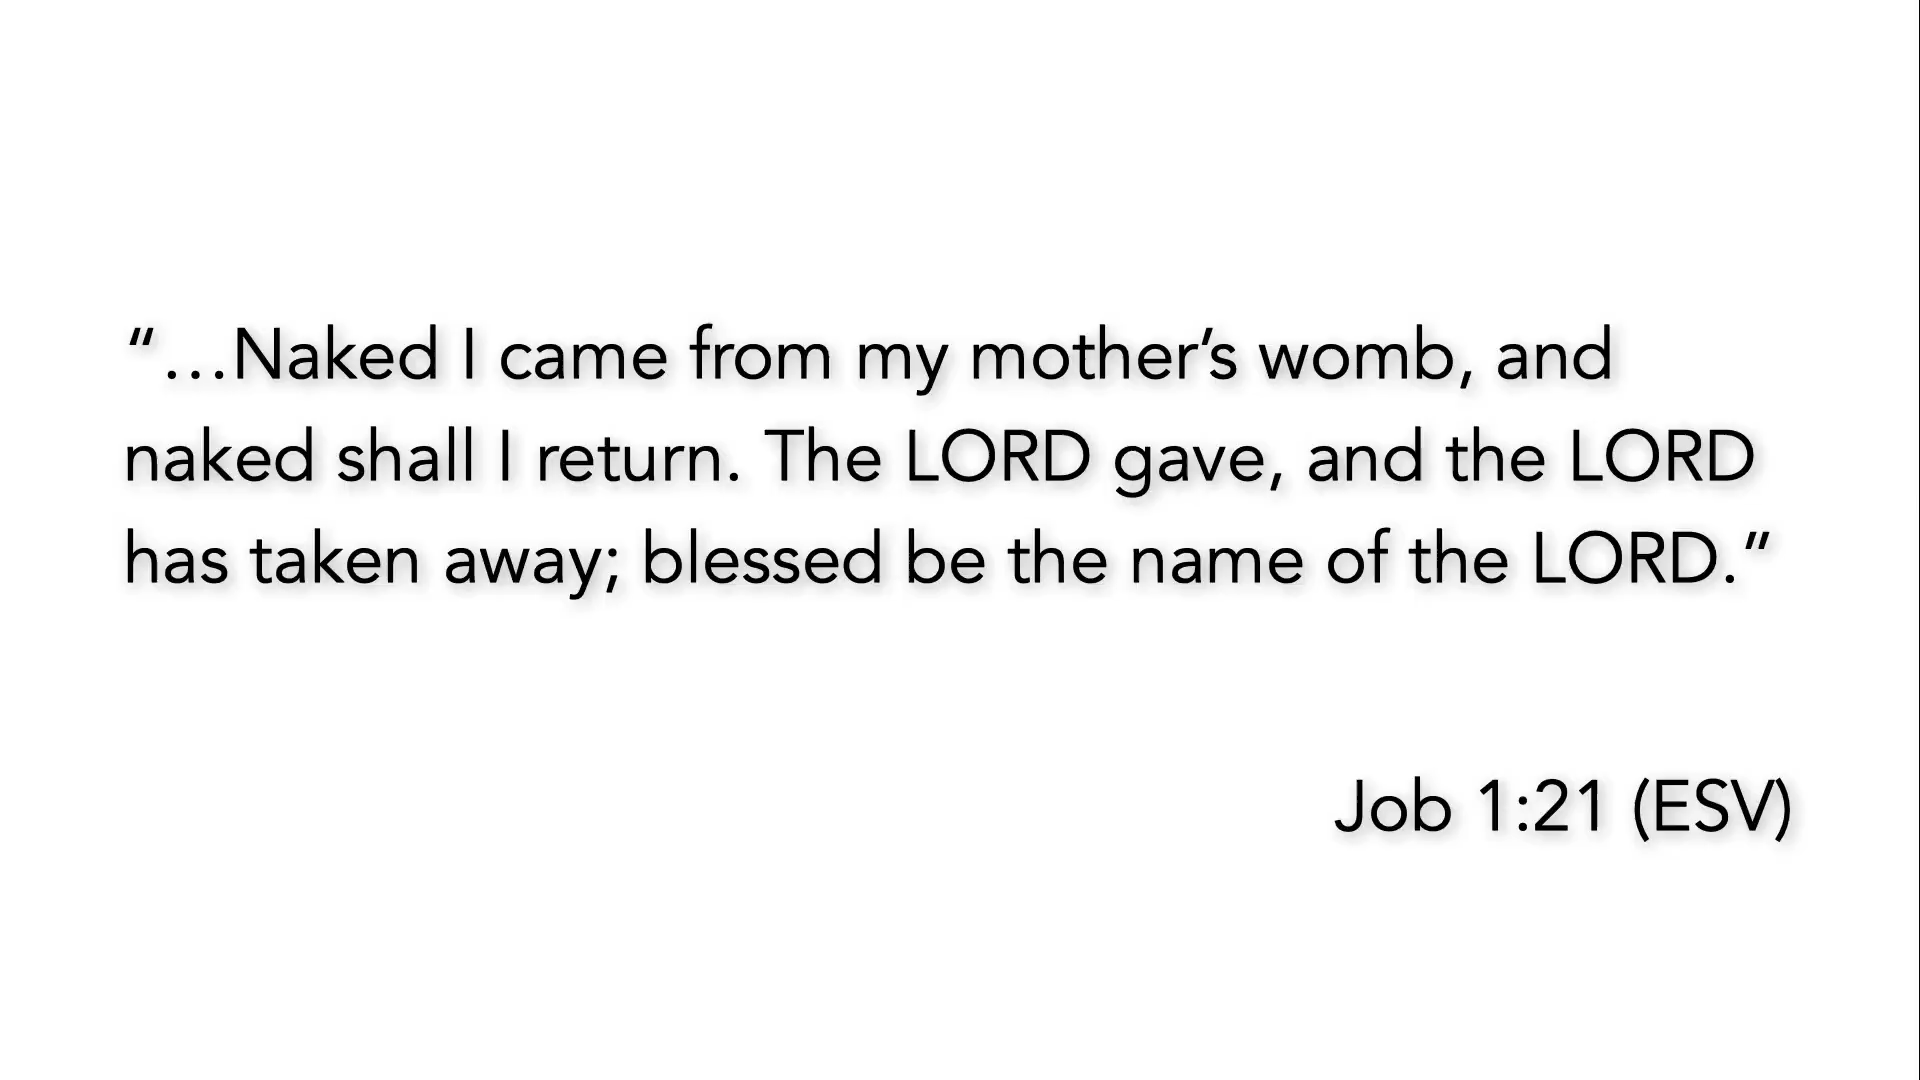 “…Naked I came from my mother’s womb, and
naked shall I return. The LORD gave, and the LORD
has taken away; blessed be the name of the LORD.”
Job 1:21 (ESV)